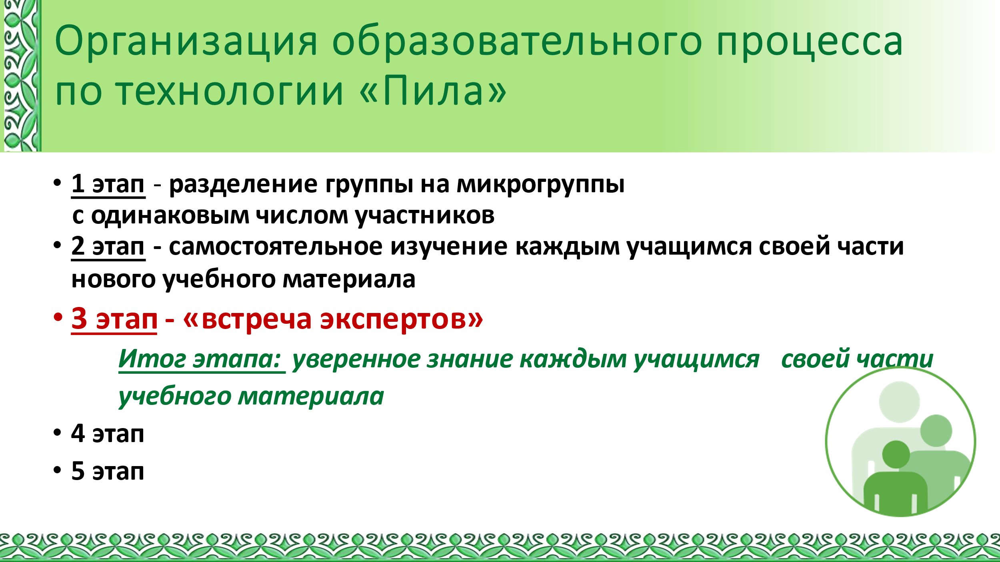 Организация образовательного процесса
по технологии «Пила»
• 1 этап - разделение группы на микрогруппы
с одинаковым числом участников
• 2 этап - самостоятельное изучение каждым учащимся своей части
нового учебного материала
• 3 этап - «встреча экспертов»
Итог этапа: уверенное знание каждым учащимся своей части
учебного материала
• 4 этап
• 5 этап